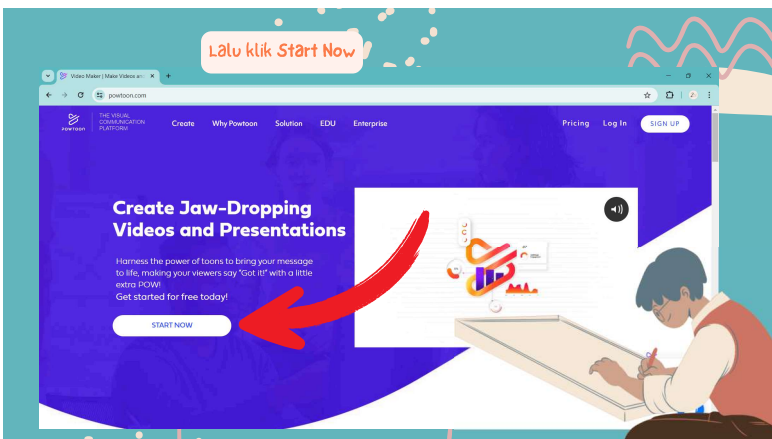 Lalu klik Start Now
Video Maker | Make Videos and
powtoon.com
POWTOON
THE VISUAL
COMMUNICATION
PLATFORM
Create Why Powtoon Solution EDU Enterprise
Pricing Log In SIGN UP
Create Jaw-Dropping
Videos and Presentations
Harness the power of toons to bring your message
to life, making your viewers say "Got it!" with a little
extra POW!
Get started for free today!
START NOW